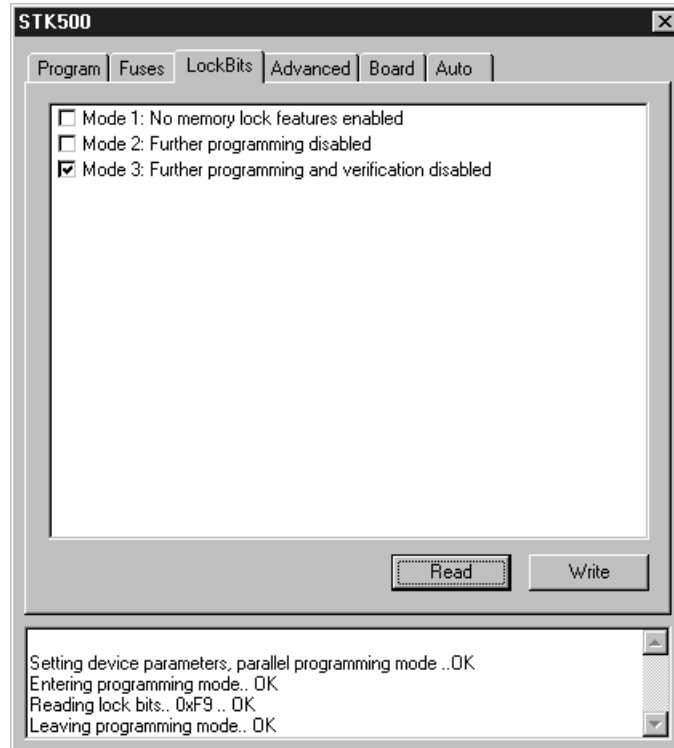 STK500
Program Fuses LockBits Advanced Board Auto
Mode 1: No memory lock features enabled
Mode 2: Further programming disabled
Mode 3: Further programming and verification disabled
Read Write
Setting device parameters, parallel programming mode ..OK
Entering programming mode.. OK
Reading lock bits.. 0xF9 .. OK
Leaving programming mode.. OK